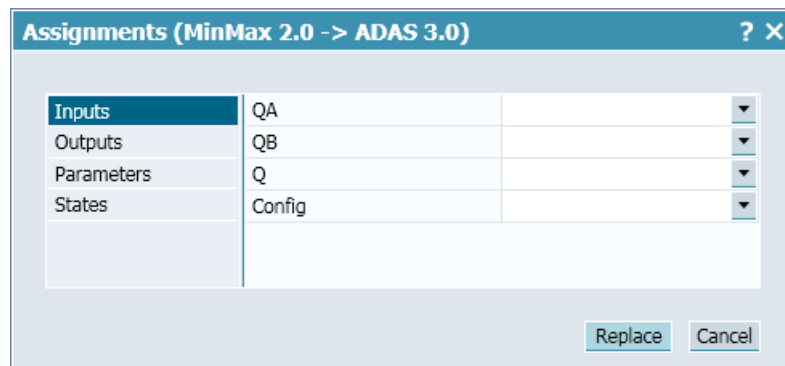 Assignments (MinMax 2.0 -> ADAS 3.0) ? ×
Inputs QA
Outputs QB
Parameters Q
States Config
Replace Cancel